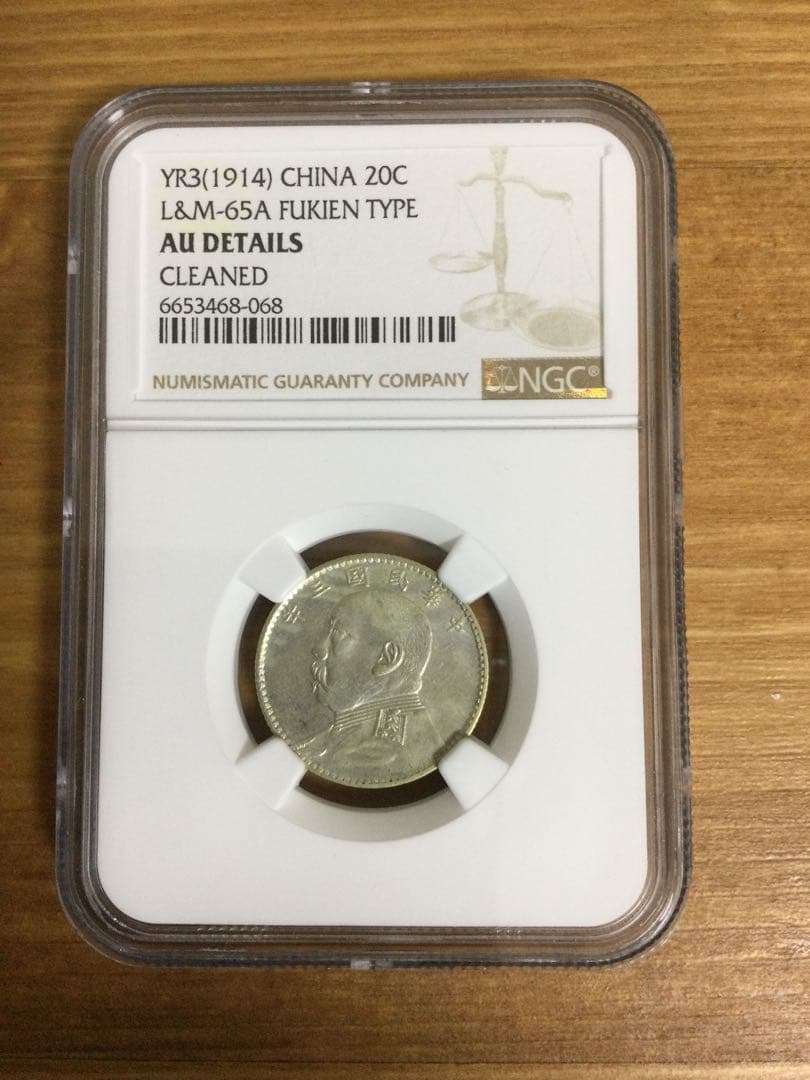 YR3(1914) CHINA 20C
L&M-65A FUKIEN TYPE
AU DETAILS
CLEANED
6653468-068
NUMISMATIC GUARANTY COMPANY
NGC®
年三國民華中